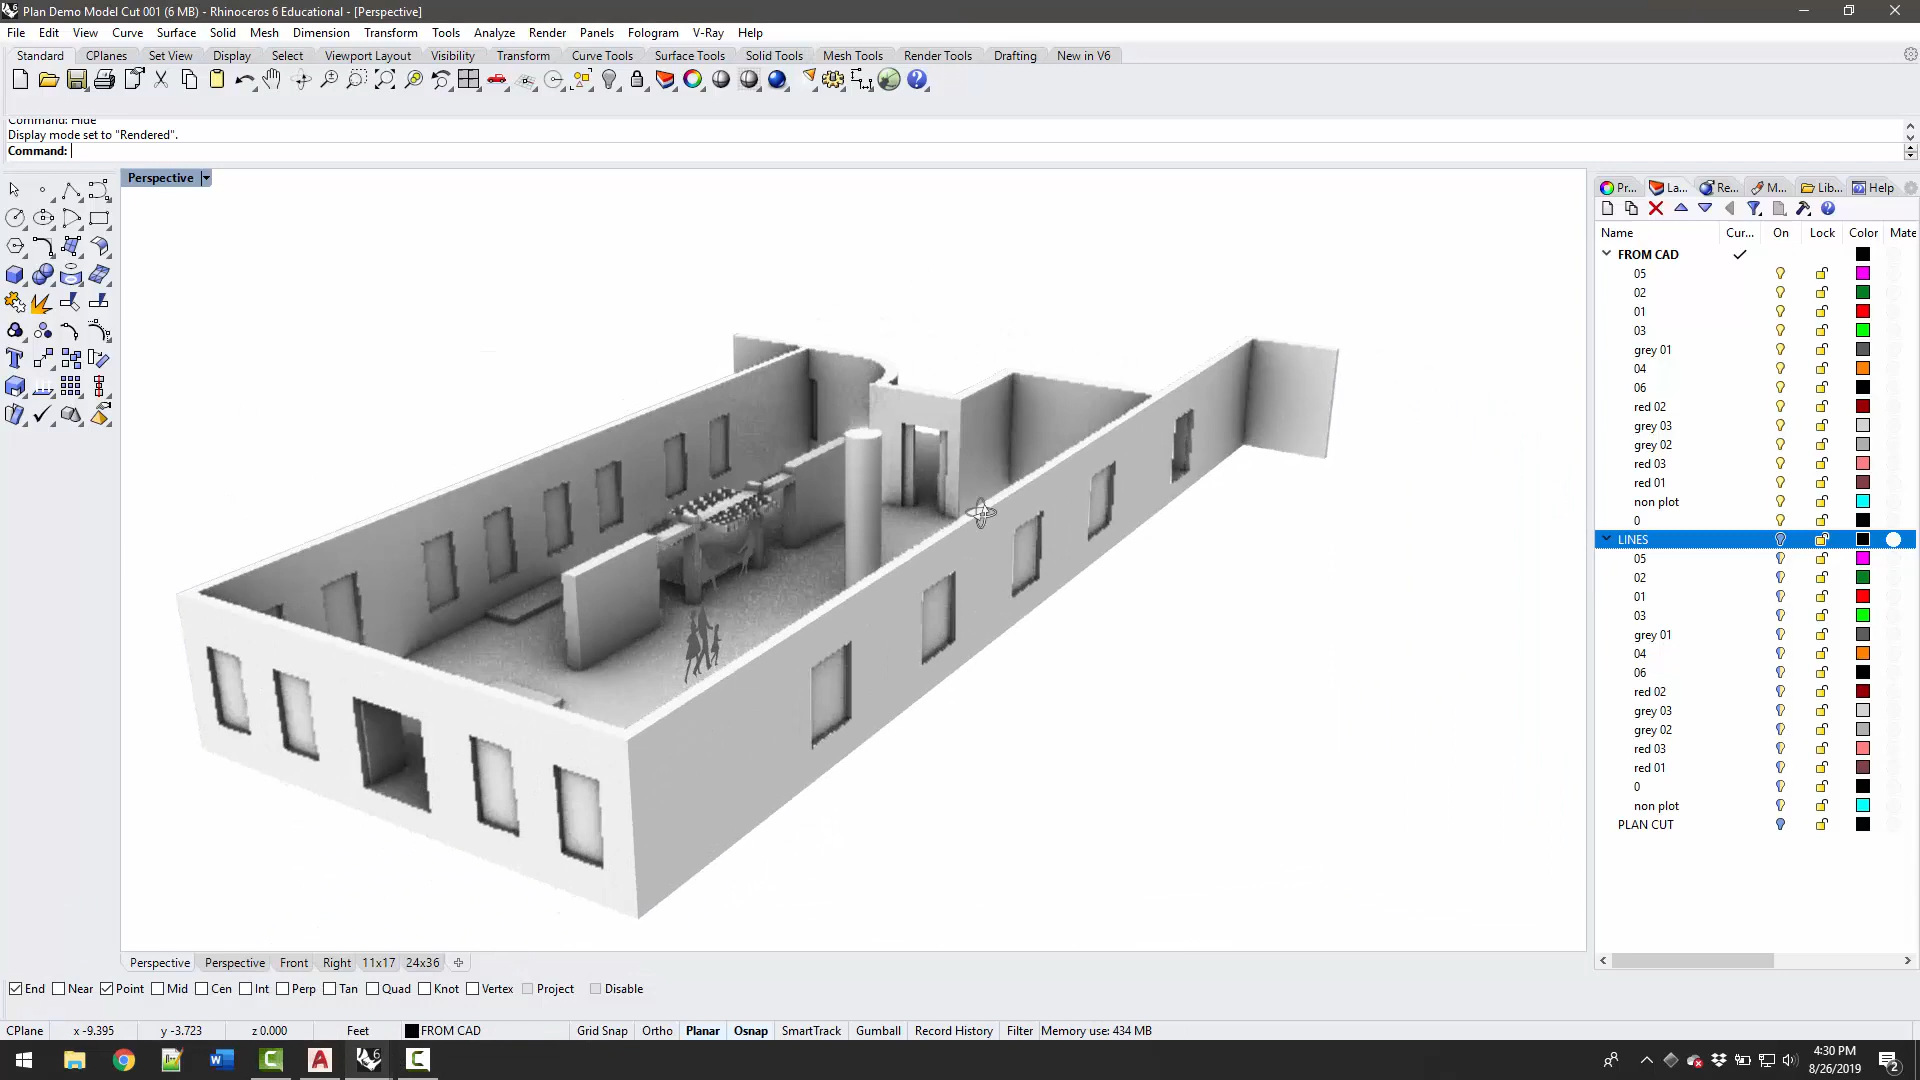 Plan Demo Model Cut 001 (6 MB) - Rhinoceros 6 Educational - [Perspective]
File Edit View Curve Surface Solid Mesh Dimension Transform Tools Analyze Render Panels Fologram V-Ray Help
Standard CPlanes Set View Display Select Viewport Layout Visibility Transform Curve Tools Surface Tools Solid Tools Mesh Tools Render Tools Drafting New in V6
Command: Hide
Display mode set to "Rendered".
Command:
Perspective
Pr... La... Re... M... Lib... Help
Name Cur... On Lock Color Mate
FROM CAD
05
02
01
03
grey 01
04
06
red 02
grey 03
grey 02
red 03
red 01
non plot
0
LINES
05
02
01
03
grey 01
04
06
red 02
grey 03
grey 02
red 03
red 01
0
non plot
PLAN CUT
Perspective Perspective Front Right 11x17 24x36
End Near Point Mid Cen Int Perp Tan Quad Knot Vertex Project Disable
CPlane x -9.395 y -3.723 z 0.000 Feet FROM CAD Grid Snap Ortho Planar Osnap SmartTrack Gumball Record History Filter Memory use: 434 MB
4:30 PM
8/26/2019
2